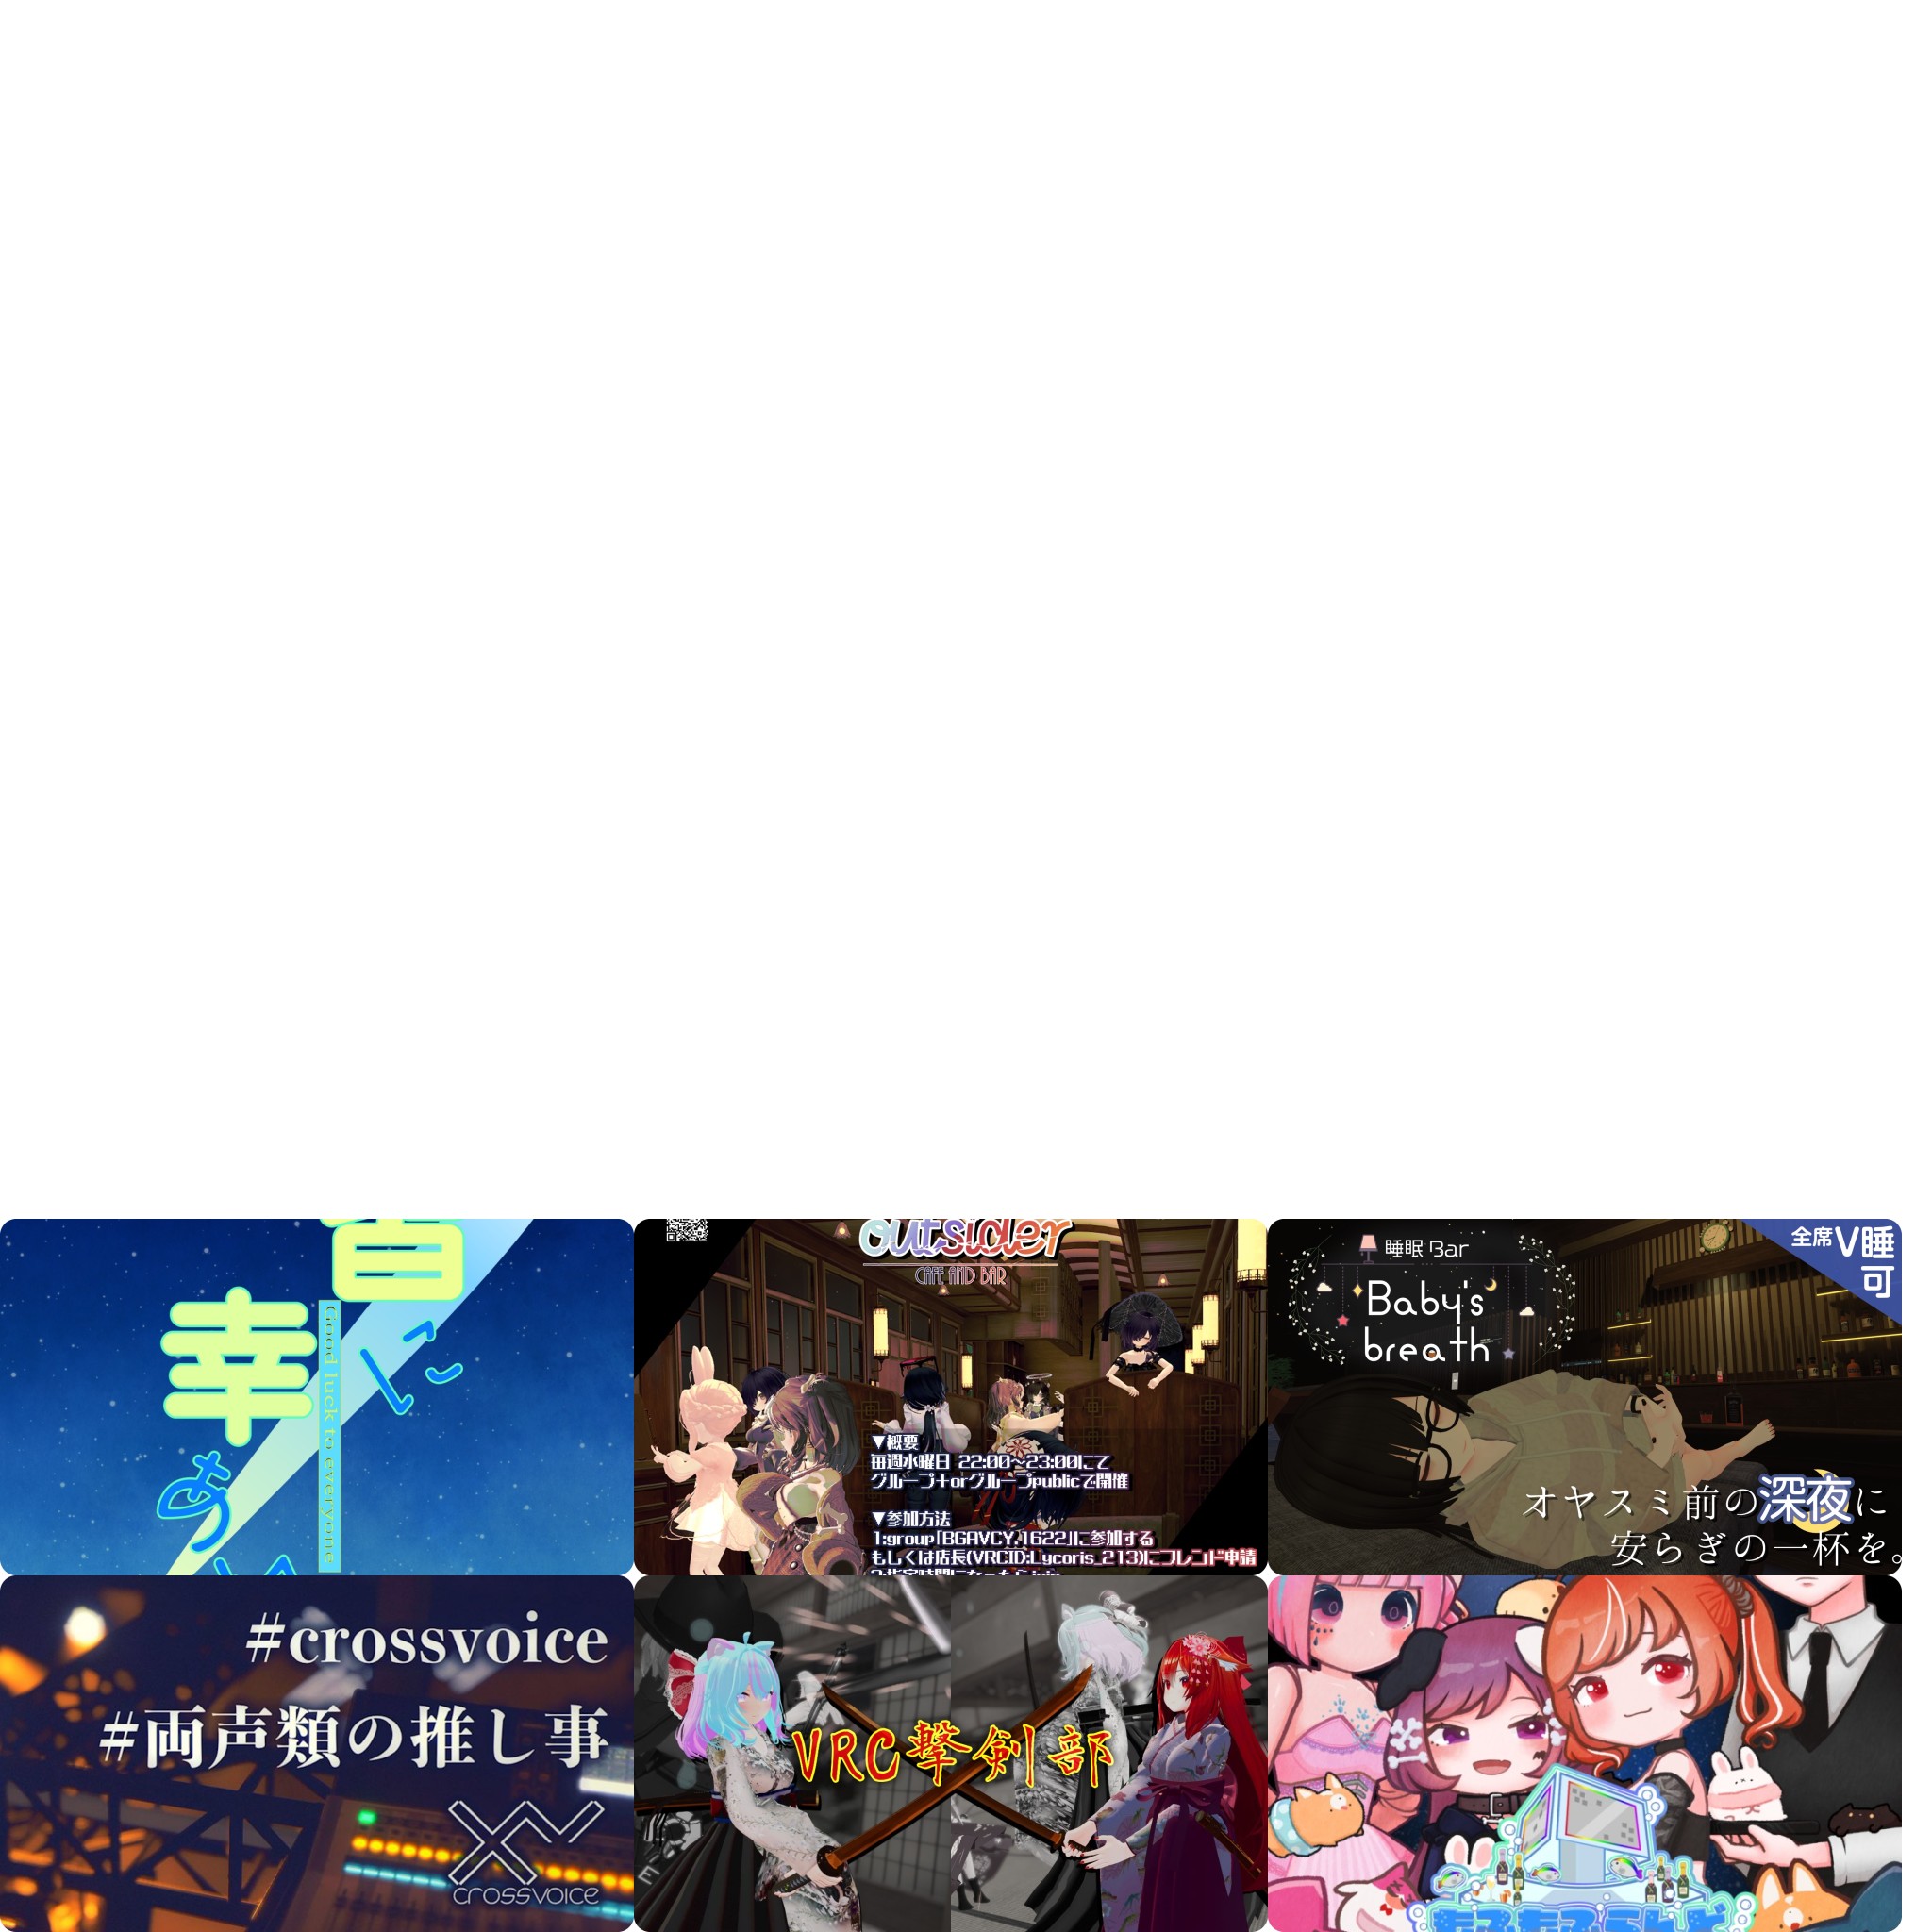 皆に
幸あ
Good luck to everyone
outsider
CAFE AND BAR
▼概要
毎週水曜日 22:00~23:00にて
グループ+orグループpublicで開催
▼参加方法
1:group「BGAVCY.1622」に参加する
もしくは店長(VRCID:Lycoris_213)にフレンド申請
全席V睡
可
睡眠Bar
Baby's
breath
オヤスミ前の深夜に
安らぎの一杯を。
#crossvoice
#両声類の推し事
crossvoice
VRC撃剣部